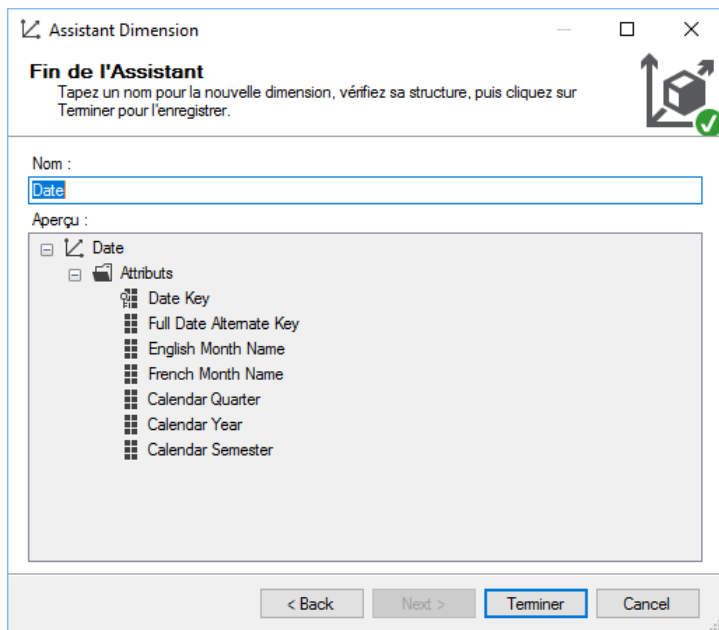 Assistant Dimension
Fin de l'Assistant
Tapez un nom pour la nouvelle dimension, vérifiez sa structure, puis cliquez sur
Terminer pour l'enregistrer.
Nom :
Date
Aperçu :
Date
Attributs
Date Key
Full Date Alternate Key
English Month Name
French Month Name
Calendar Quarter
Calendar Year
Calendar Semester
< Back
Next >
Terminer
Cancel